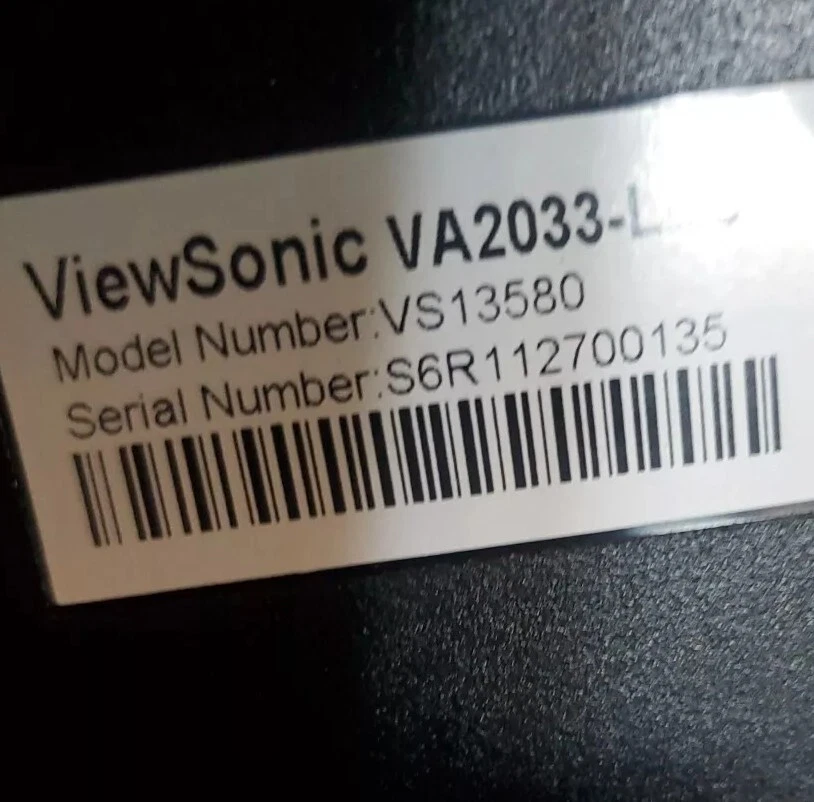 ViewSonic VA2033-L
Model Number:VS13580
Serial Number:S6R112700135